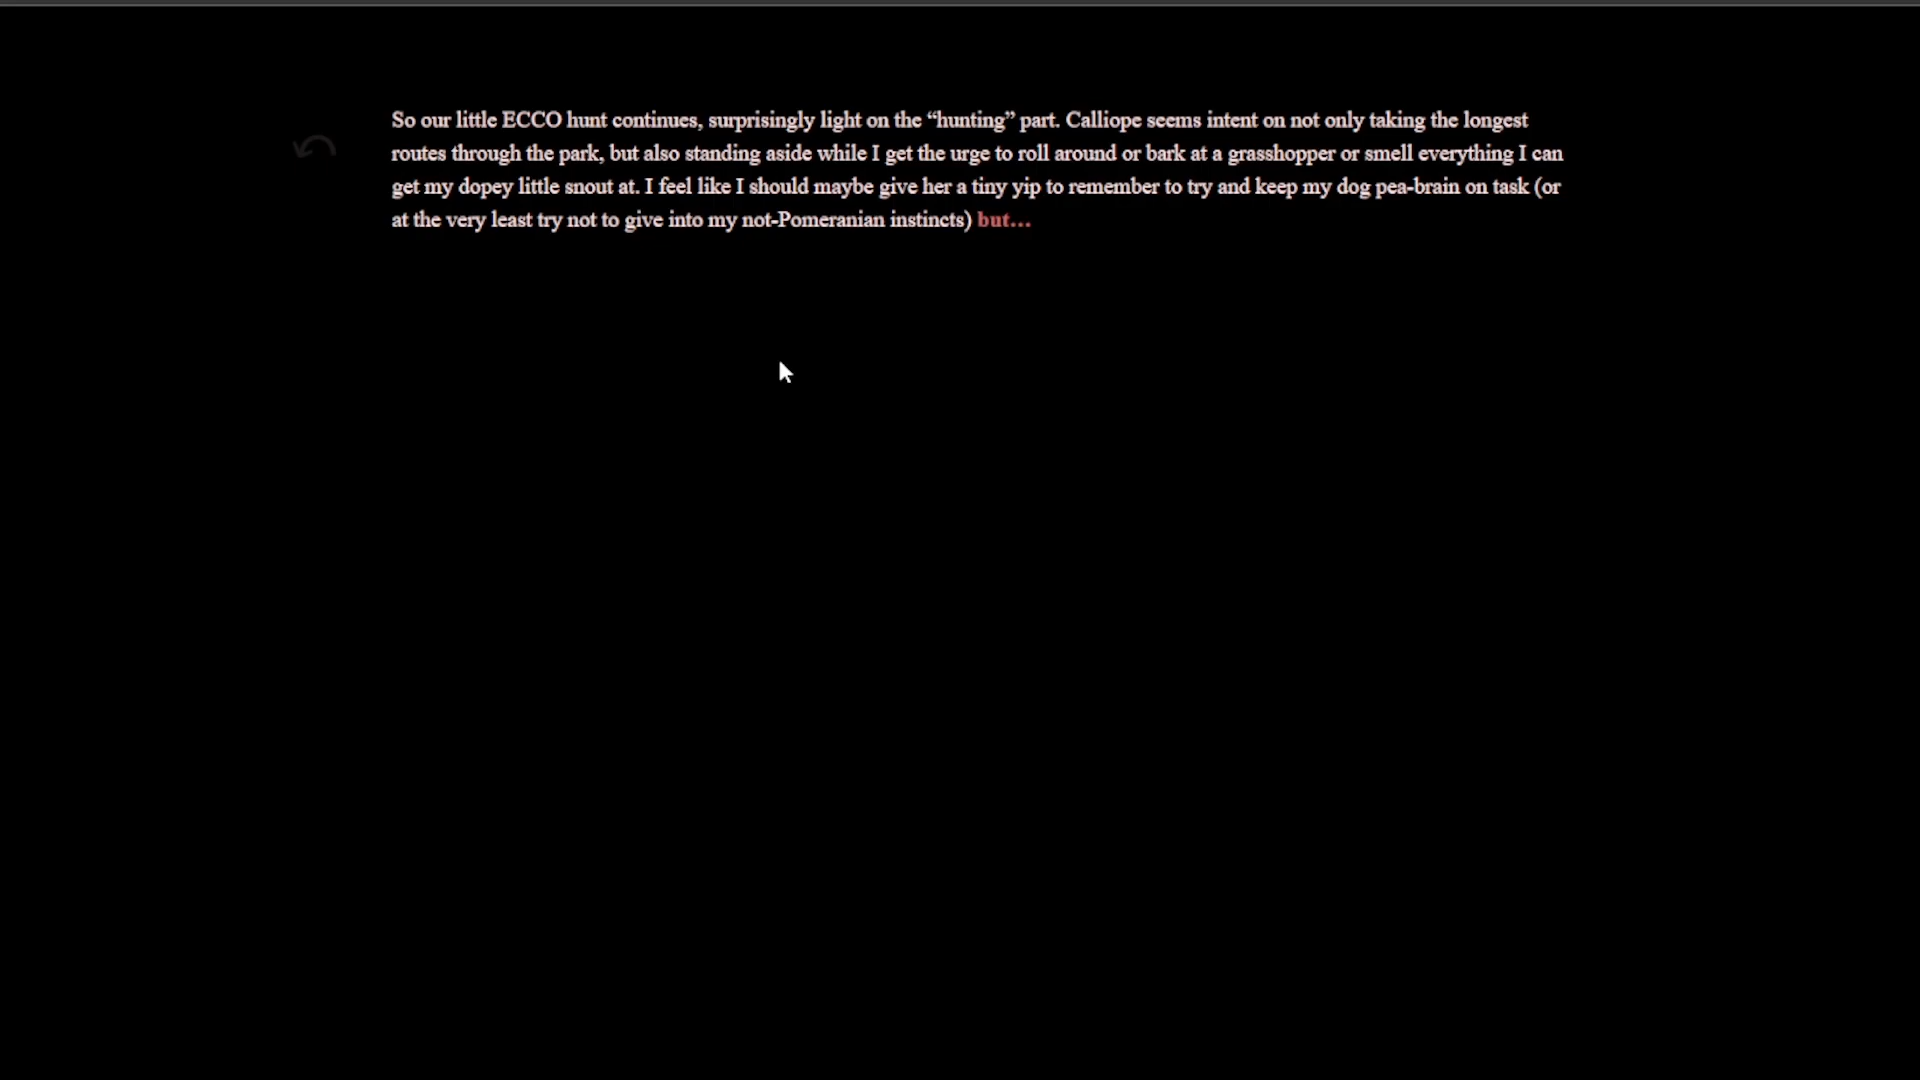 So our little ECCO hunt continues, surprisingly light on the “hunting” part. Calliope seems intent on not only taking the longest
routes through the park, but also standing aside while I get the urge to roll around or bark at a grasshopper or smell everything I can
get my dopey little snout at. I feel like I should maybe give her a tiny yip to remember to try and keep my dog pea-brain on task (or
at the very least try not to give into my not-Pomeranian instincts) but...